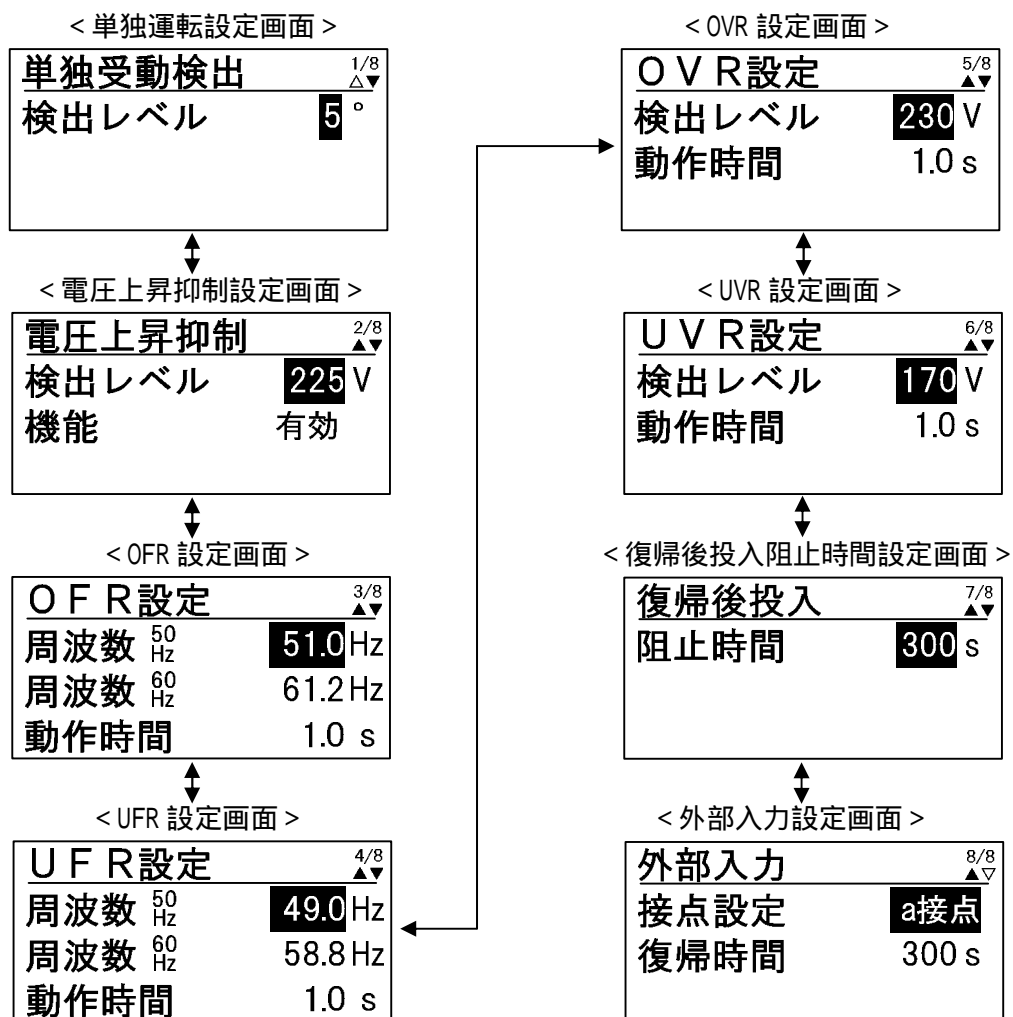 <単独運転設定画面>
単独受動検出 1/8
△▼
検出レベル 5 °
<電圧上昇抑制設定画面>
電圧上昇抑制 2/8
▲▼
検出レベル 225 V
機能 有効
<OFR 設定画面>
OFR設定 3/8
▲▼
周波数 50Hz 51.0 Hz
周波数 60Hz 61.2 Hz
動作時間 1.0 s
<UFR 設定画面>
UFR設定 4/8
▲▼
周波数 50Hz 49.0 Hz
周波数 60Hz 58.8 Hz
動作時間 1.0 s
<OVR 設定画面>
OVR設定 5/8
▲▼
検出レベル 230 V
動作時間 1.0 s
<UVR 設定画面>
UVR設定 6/8
▲▼
検出レベル 170 V
動作時間 1.0 s
<復帰後投入阻止時間設定画面>
復帰後投入 7/8
▲▼
阻止時間 300 s
<外部入力設定画面>
外部入力 8/8
▲▽
接点設定 a接点
復帰時間 300 s